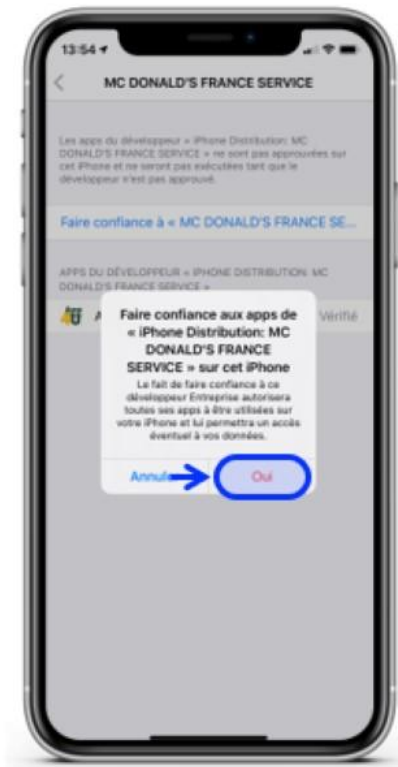 13:54
MC DONALD'S FRANCE SERVICE
Les apps du développeur « iPhone Distribution: MC
DONALD'S FRANCE SERVICE » ne sont pas approuvées sur
cet iPhone et ne seront pas exécutées tant que le
développeur n'est pas approuvé.
Faire confiance à « MC DONALD'S FRANCE SE...
APPS DU DÉVELOPPEUR « IPHONE DISTRIBUTION: MC
DONALD'S FRANCE SERVICE »
A
Vérifié
Faire confiance aux apps de
« iPhone Distribution: MC
DONALD'S FRANCE
SERVICE » sur cet iPhone
Le fait de faire confiance à ce
développeur Entreprise autorisera
toutes ses apps à être utilisées sur
votre iPhone et lui permettra un accès
éventuel à vos données.
Annule
Oui